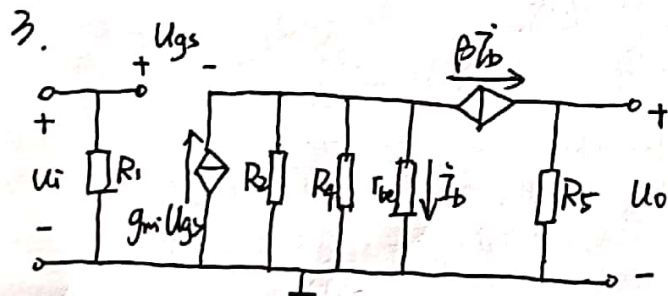 3.
+ Ugs -
βİb
+ Ui -
R1
gmUgs
R2
R4
rbe
İb
R5
+ Uo -